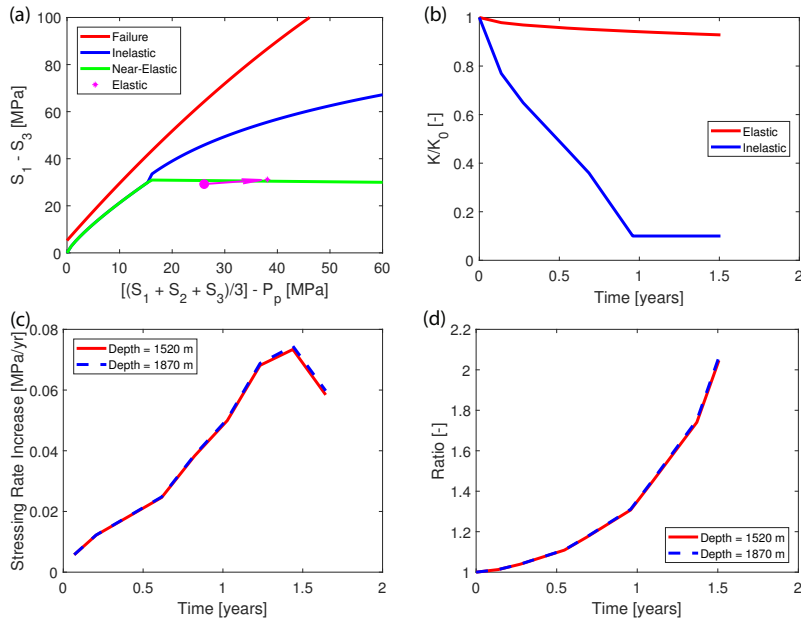 (a)
Failure
Inelastic
Near-Elastic
Elastic
100
80
60
40
20
0
S1 - S3 [MPa]
0 10 20 30 40 50 60
[(S1 + S2 + S3)/3] - Pp [MPa]
(b)
Elastic
Inelastic
1
0.8
0.6
0.4
0.2
0
K/K0 [-]
0 0.5 1 1.5 2
Time [years]
(c)
Depth = 1520 m
Depth = 1870 m
0.08
0.06
0.04
0.02
0
Stressing Rate Increase [MPa/yr]
0 0.5 1 1.5 2
Time [years]
(d)
2.2
2
1.8
1.6
1.4
1.2
1
Ratio [-]
Depth = 1520 m
Depth = 1870 m
0 0.5 1 1.5 2
Time [years]